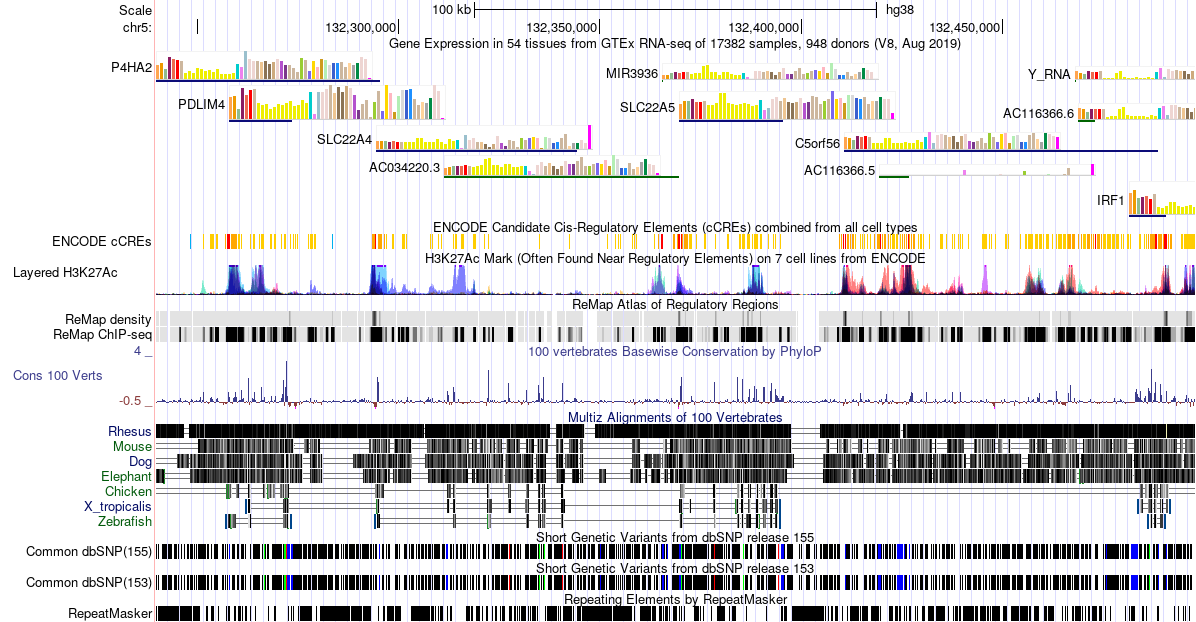 Scale 100 kb hg38
chr5: 132,300,000 132,350,000 132,400,000 132,450,000
Gene Expression in 54 tissues from GTEx RNA-seq of 17382 samples, 948 donors (V8, Aug 2019)
P4HA2
MIR3936
Y_RNA
PDLIM4
SLC22A5
AC116366.6
SLC22A4
C5orf56
AC034220.3
AC116366.5
IRF1
ENCODE Candidate Cis-Regulatory Elements (cCREs) combined from all cell types
ENCODE cCREs
H3K27Ac Mark (Often Found Near Regulatory Elements) on 7 cell lines from ENCODE
Layered H3K27Ac
ReMap Atlas of Regulatory Regions
ReMap density
ReMap ChIP-seq
100 vertebrates Basewise Conservation by PhyloP
4 _
Cons 100 Verts
-0.5 _
Multiz Alignments of 100 Vertebrates
Rhesus
Mouse
Dog
Elephant
Chicken
X_tropicalis
Zebrafish
Short Genetic Variants from dbSNP release 155
Common dbSNP(155)
Short Genetic Variants from dbSNP release 153
Common dbSNP(153)
Repeating Elements by RepeatMasker
RepeatMasker